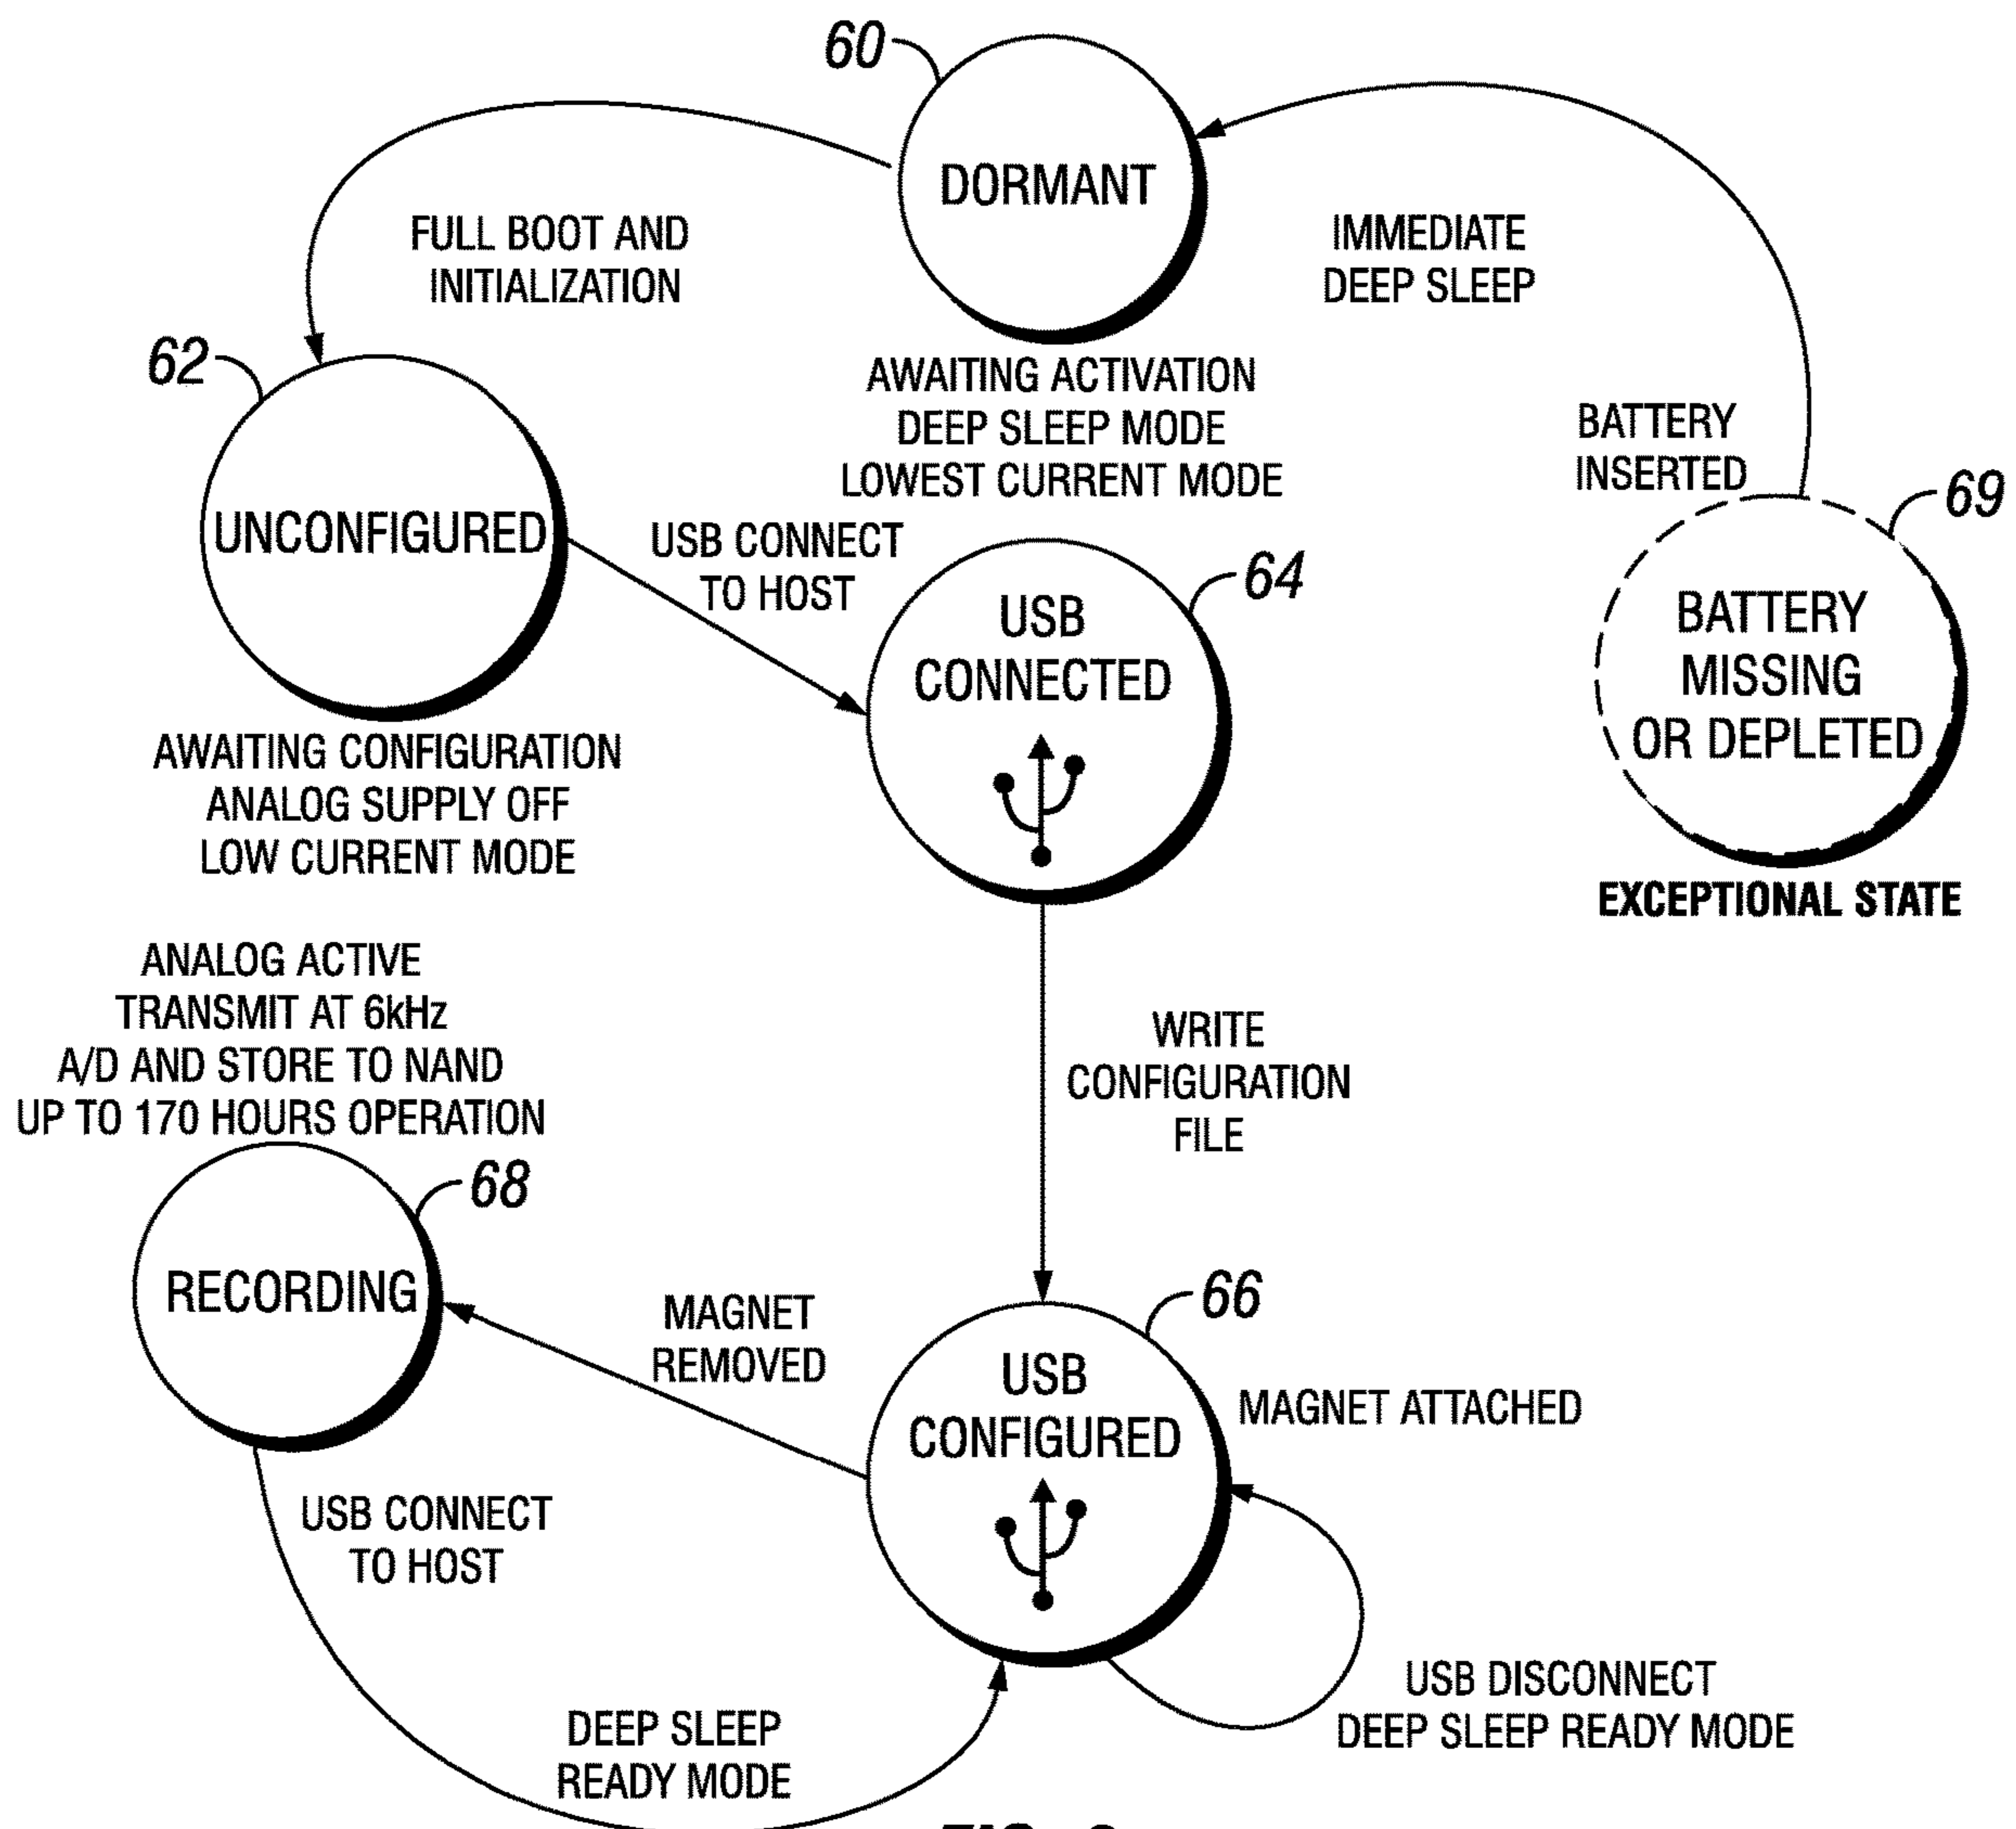 60
DORMANT
AWAITING ACTIVATION
DEEP SLEEP MODE
LOWEST CURRENT MODE
FULL BOOT AND
INITIALIZATION
IMMEDIATE
DEEP SLEEP
62
UNCONFIGURED
AWAITING CONFIGURATION
ANALOG SUPPLY OFF
LOW CURRENT MODE
USB CONNECT
TO HOST
64
USB
CONNECTED
BATTERY
INSERTED
69
BATTERY
MISSING
OR DEPLETED
EXCEPTIONAL STATE
WRITE
CONFIGURATION
FILE
ANALOG ACTIVE
TRANSMIT AT 6kHz
A/D AND STORE TO NAND
UP TO 170 HOURS OPERATION
68
RECORDING
MAGNET
REMOVED
66
USB
CONFIGURED
MAGNET ATTACHED
USB CONNECT
TO HOST
DEEP SLEEP
READY MODE
USB DISCONNECT
DEEP SLEEP READY MODE